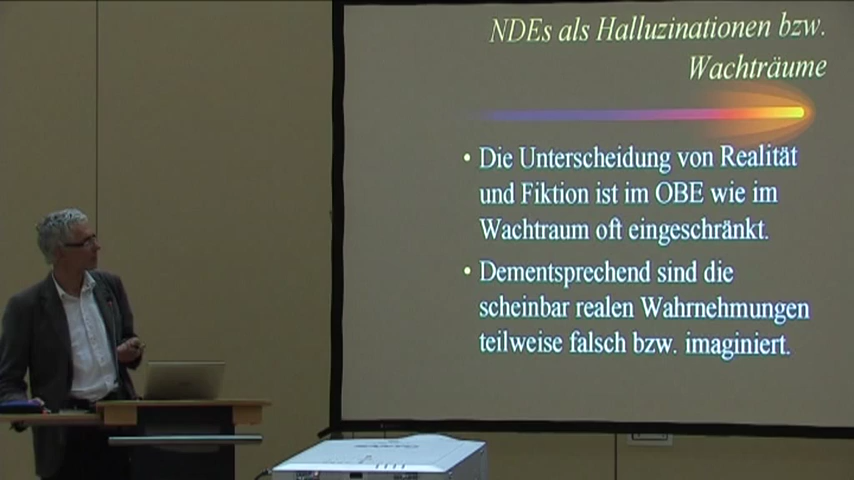 NDEs als Halluzinationen bzw.
Wachträume
• Die Unterscheidung von Realität
und Fiktion ist im OBE wie im
Wachtraum oft eingeschränkt.
• Dementsprechend sind die
scheinbar realen Wahrnehmungen
teilweise falsch bzw. imaginiert.